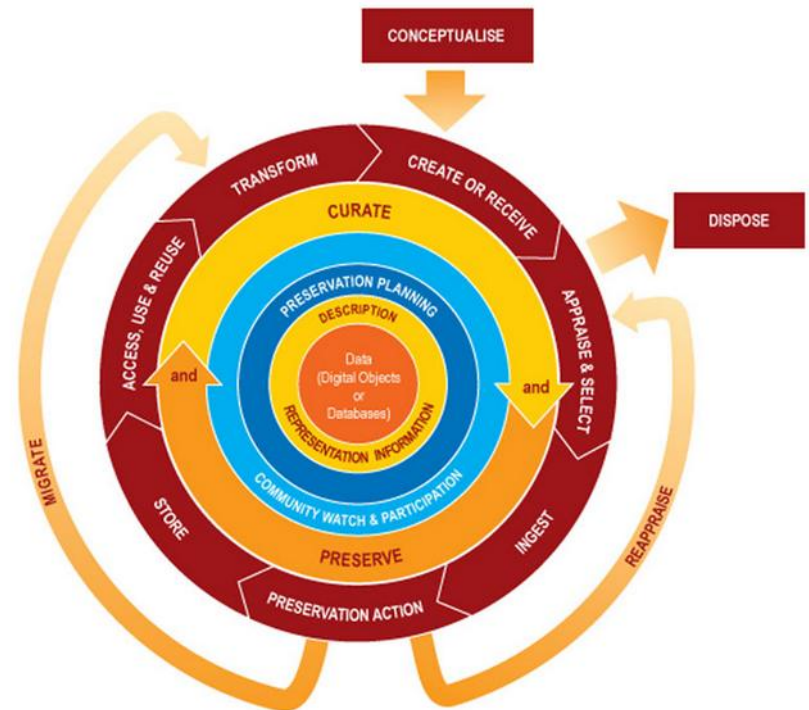 CONCEPTUALISE
CREATE OR RECEIVE
DISPOSE
APPRAISE & SELECT
INGEST
PRESERVATION ACTION
STORE
ACCESS, USE & REUSE
TRANSFORM
MIGRATE
REAPPRAISE
CURATE
and
PRESERVE
and
COMMUNITY WATCH & PARTICIPATION
PRESERVATION PLANNING
DESCRIPTION
REPRESENTATION INFORMATION
Data
(Digital Objects
or
Databases)